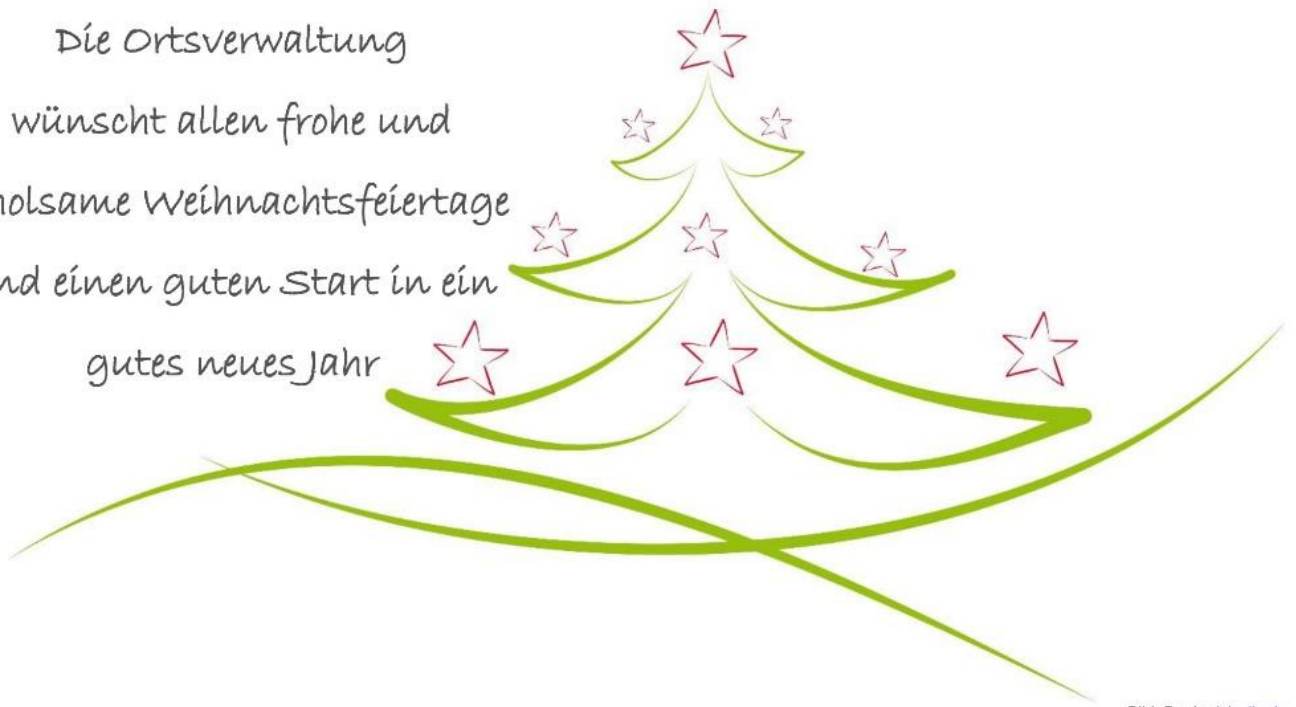 Die Ortsverwaltung
wünscht allen frohe und
holsame Weihnachtsfeiertage
nd einen guten Start in ein
gutes neues Jahr